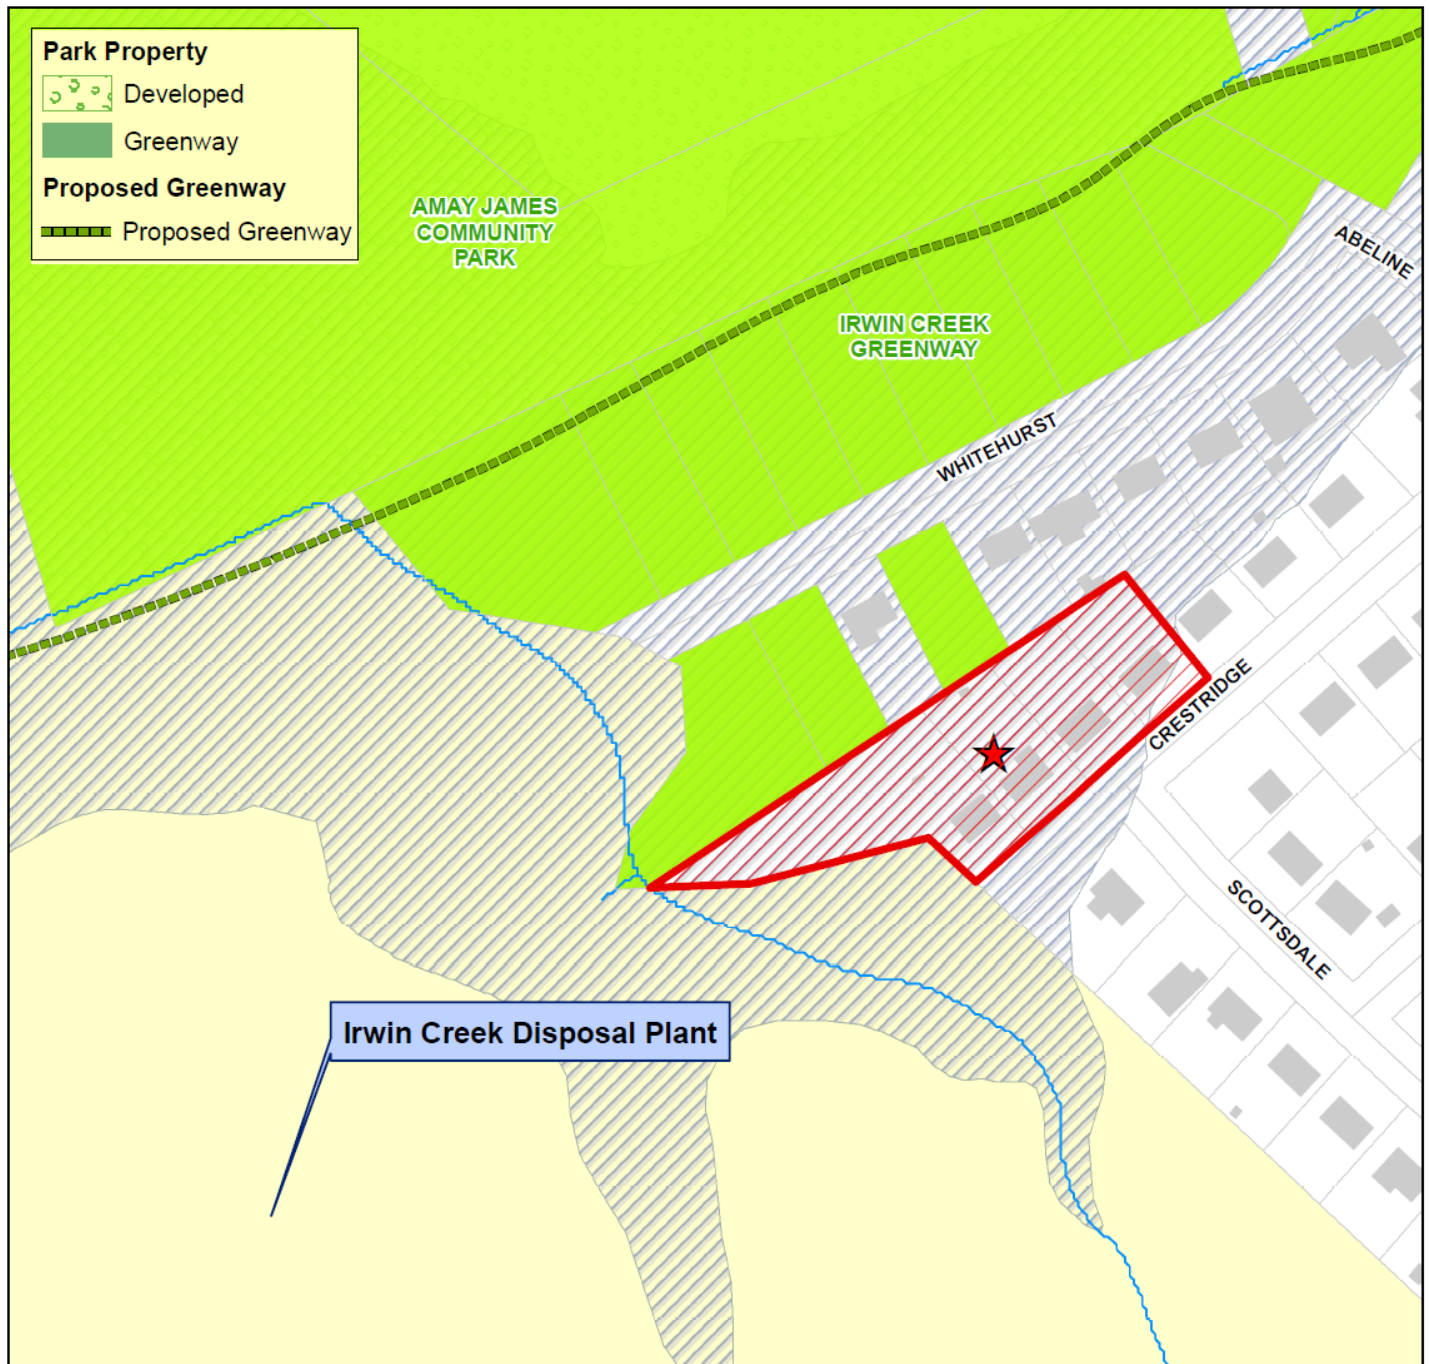 Park Property
Developed
Greenway
Proposed Greenway
Proposed Greenway
AMAY JAMES
COMMUNITY
PARK
IRWIN CREEK
GREENWAY
ABELINE
WHITEHURST
CRESTRIDGE
SCOTTSDALE
Irwin Creek Disposal Plant